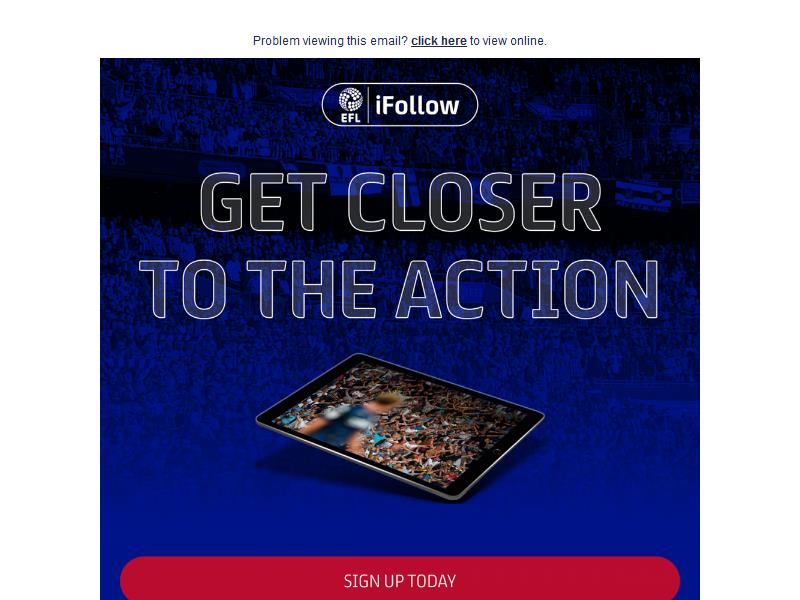 Problem viewing this email? click here to view online.
EFL iFollow
GET CLOSER
TO THE ACTION
SIGN UP TODAY